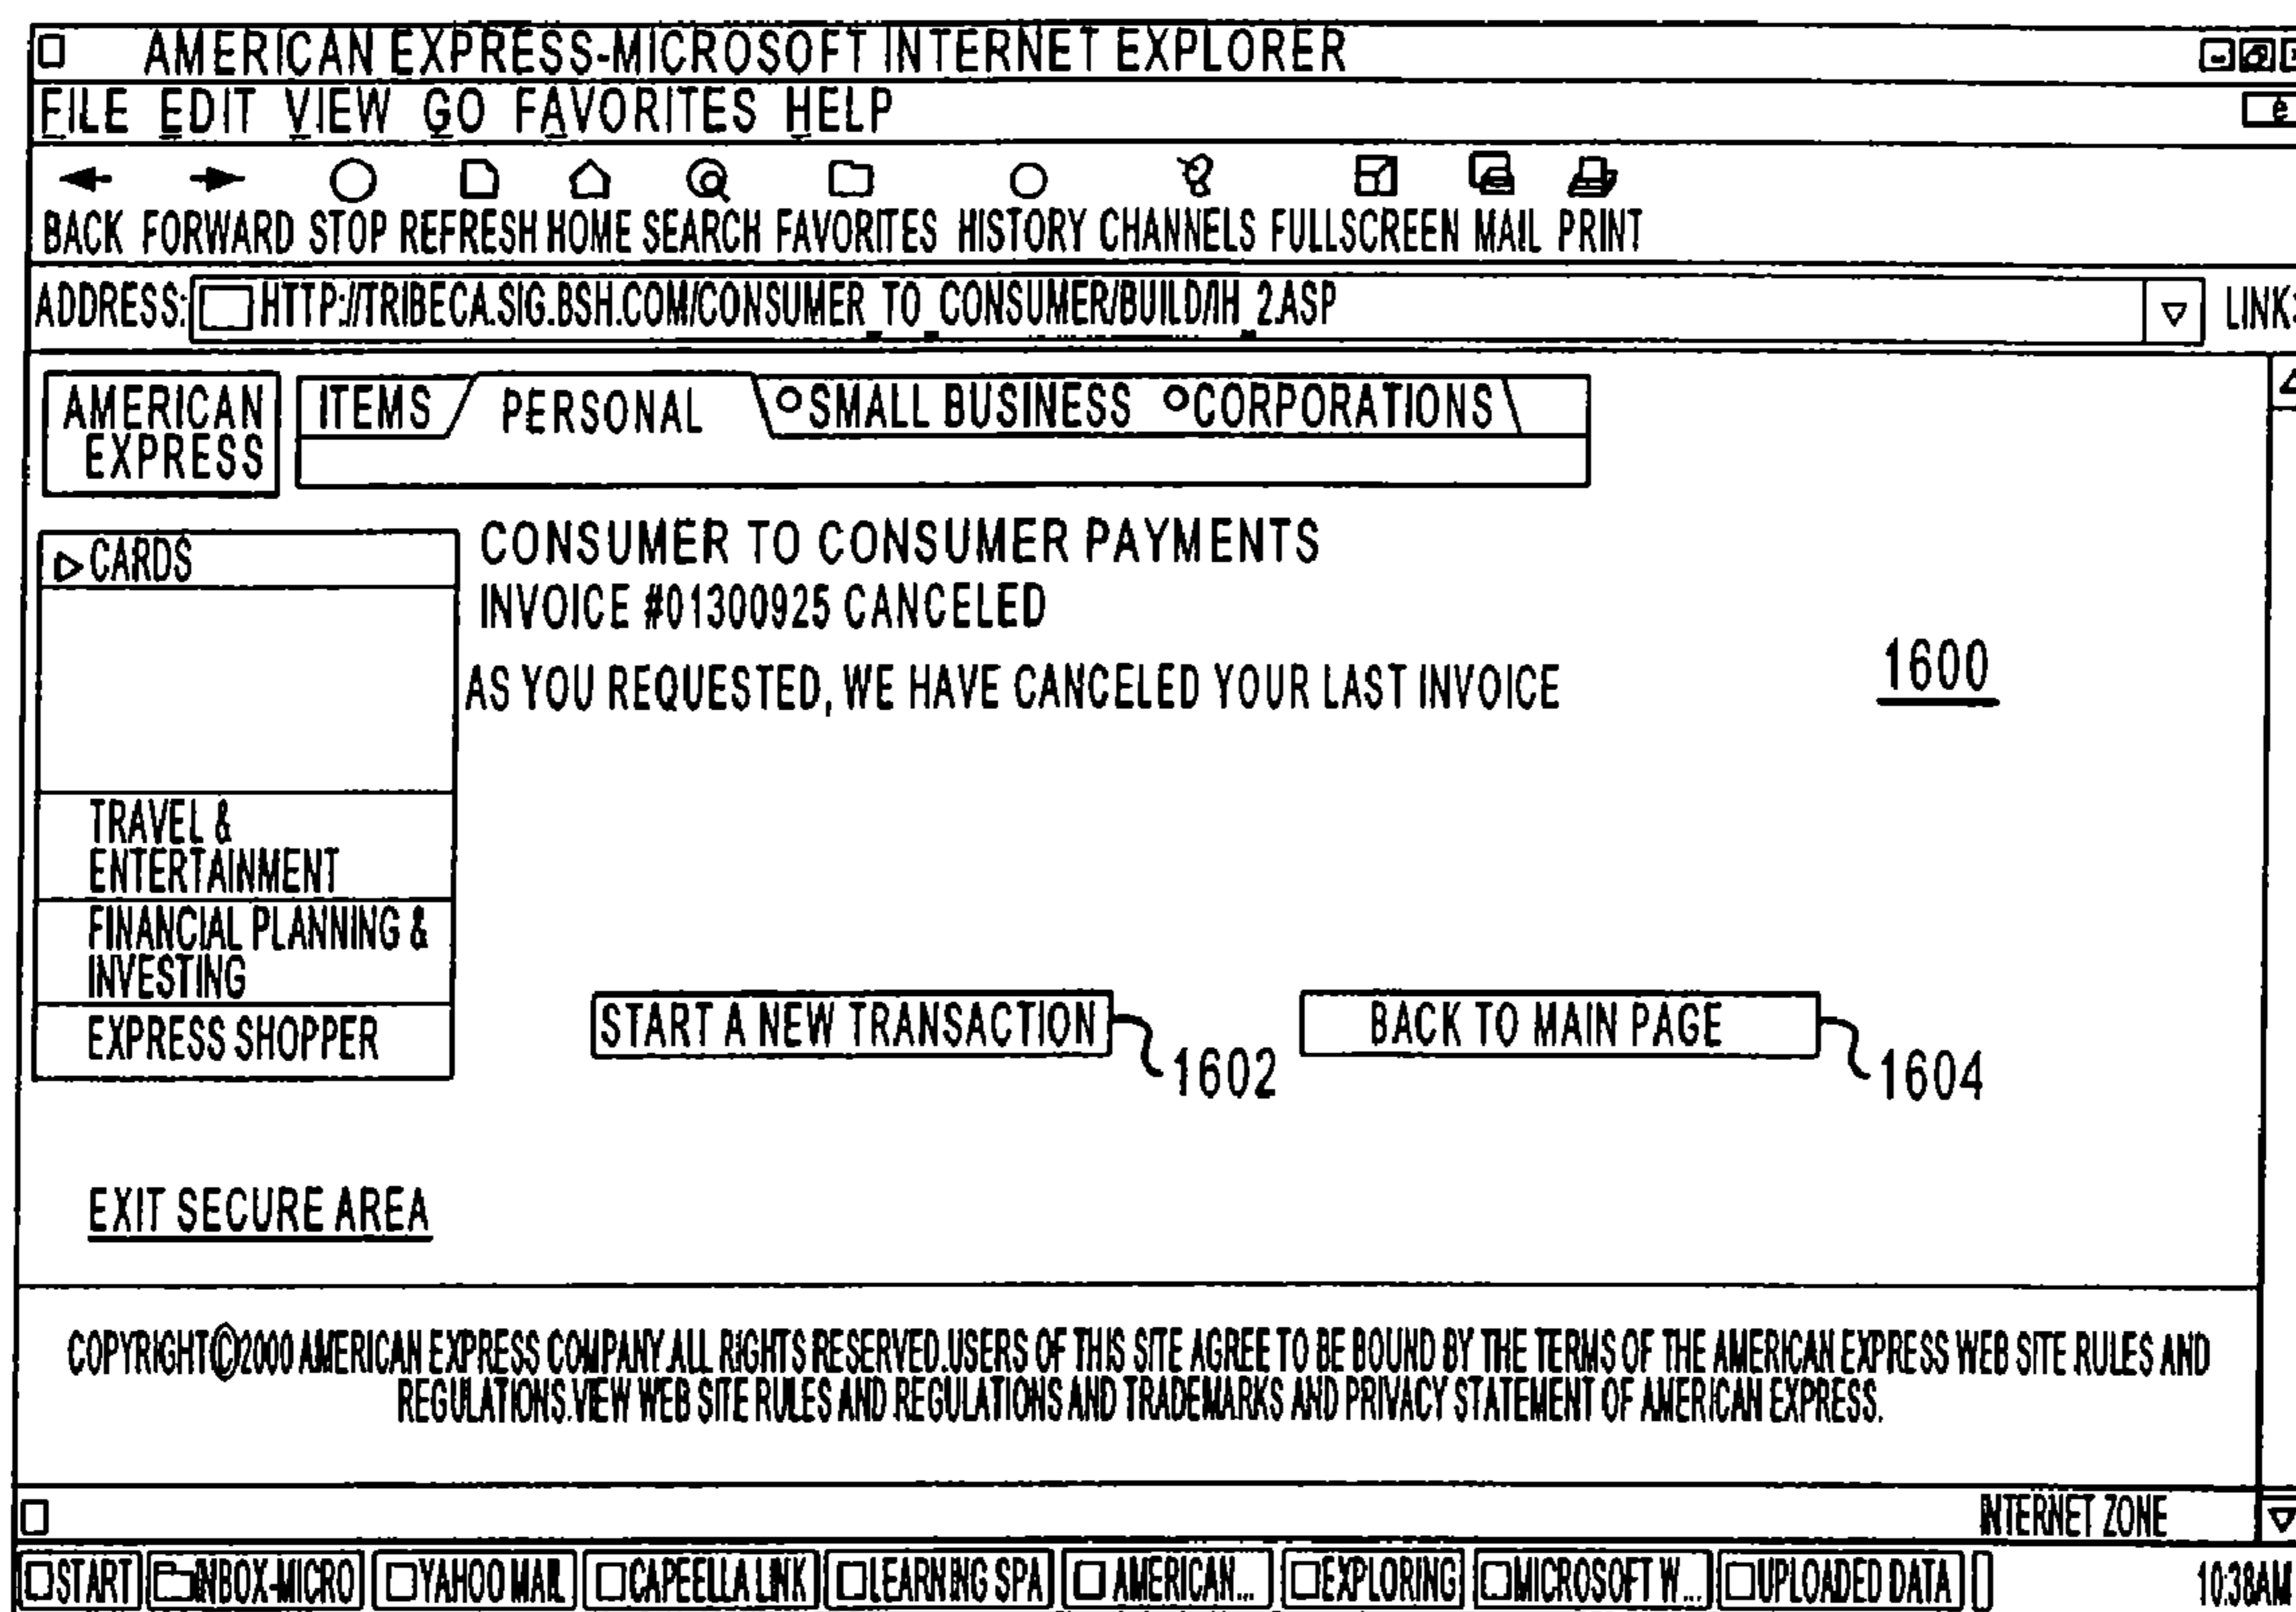 AMERICAN EXPRESS-MICROSOFT INTERNET EXPLORER
FILE EDIT VIEW GO FAVORITES HELP
BACK FORWARD STOP REFRESH HOME SEARCH FAVORITES HISTORY CHANNELS FULLSCREEN MAIL PRINT
ADDRESS: HTTP://TRIBECA.SIG.BSH.COM/CONSUMER_TO_CONSUMER/BUILD/IH_2.ASP
AMERICAN EXPRESS
ITEMS PERSONAL SMALL BUSINESS CORPORATIONS
CARDS
CONSUMER TO CONSUMER PAYMENTS
INVOICE #01300925 CANCELED
AS YOU REQUESTED, WE HAVE CANCELED YOUR LAST INVOICE
1600
TRAVEL &
ENTERTAINMENT
FINANCIAL PLANNING &
INVESTING
EXPRESS SHOPPER
START A NEW TRANSACTION
1602
BACK TO MAIN PAGE
1604
EXIT SECURE AREA
COPYRIGHT©2000 AMERICAN EXPRESS COMPANY.ALL RIGHTS RESERVED.USERS OF THIS SITE AGREE TO BE BOUND BY THE TERMS OF THE AMERICAN EXPRESS WEB SITE RULES AND
REGULATIONS.VIEW WEB SITE RULES AND REGULATIONS AND TRADEMARKS AND PRIVACY STATEMENT OF AMERICAN EXPRESS.
INTERNET ZONE
START INBOX-MICRO YAHOO MAIL CAPEELLA LINK LEARNING SPA AMERICAN... EXPLORING MICROSOFT W... UPLOADED DATA 10:38AM